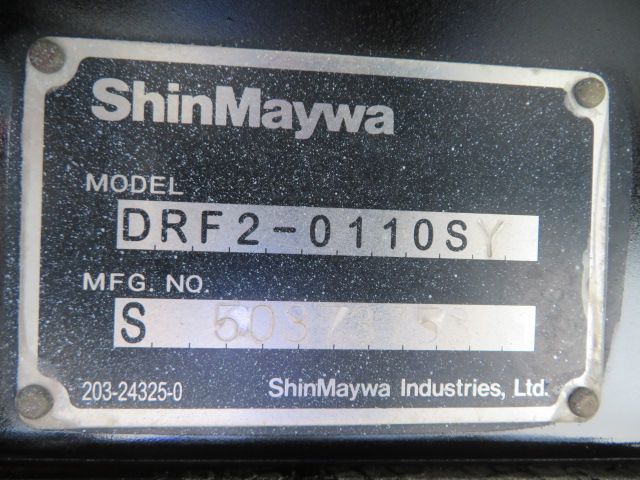 ShinMaywa
MODEL
DRF2-0110SY
MFG. NO.
S
203-24325-0 ShinMaywa Industries, Ltd.